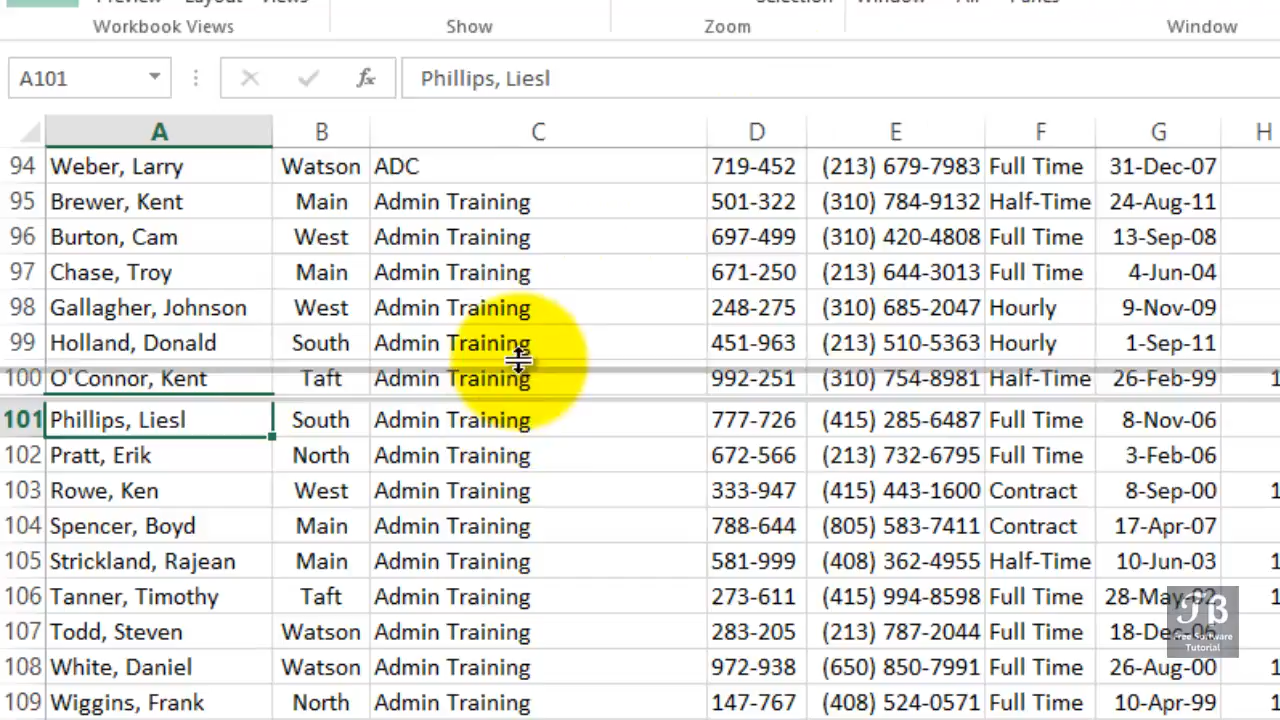 Workbook Views Show Zoom Window
A101 fx Phillips, Liesl
A B C D E F G H
94 Weber, Larry Watson ADC 719-452 (213) 679-7983 Full Time 31-Dec-07
95 Brewer, Kent Main Admin Training 501-322 (310) 784-9132 Half-Time 24-Aug-11
96 Burton, Cam West Admin Training 697-499 (310) 420-4808 Full Time 13-Sep-08
97 Chase, Troy Main Admin Training 671-250 (213) 644-3013 Full Time 4-Jun-04
98 Gallagher, Johnson West Admin Training 248-275 (310) 685-2047 Hourly 9-Nov-09
99 Holland, Donald South Admin Training 451-963 (213) 510-5363 Hourly 1-Sep-11
100 O'Connor, Kent Taft Admin Training 992-251 (310) 754-8981 Half-Time 26-Feb-99 1
101 Phillips, Liesl South Admin Training 777-726 (415) 285-6487 Full Time 8-Nov-06
102 Pratt, Erik North Admin Training 672-566 (213) 732-6795 Full Time 3-Feb-06
103 Rowe, Ken West Admin Training 333-947 (415) 443-1600 Contract 8-Sep-00 1
104 Spencer, Boyd Main Admin Training 788-644 (805) 583-7411 Contract 17-Apr-07
105 Strickland, Rajean Main Admin Training 581-999 (408) 362-4955 Half-Time 10-Jun-03 1
106 Tanner, Timothy Taft Admin Training 273-611 (415) 994-8598 Full Time 28-May-02 1
107 Todd, Steven Watson Admin Training 283-205 (213) 787-2044 Full Time
108 White, Daniel Watson Admin Training 972-938 (650) 850-7991 Full Time 26-Aug-00 1
109 Wiggins, Frank North Admin Training 147-767 (408) 524-0571 Full Time 10-Apr-99 1
Free Software
Tutorial